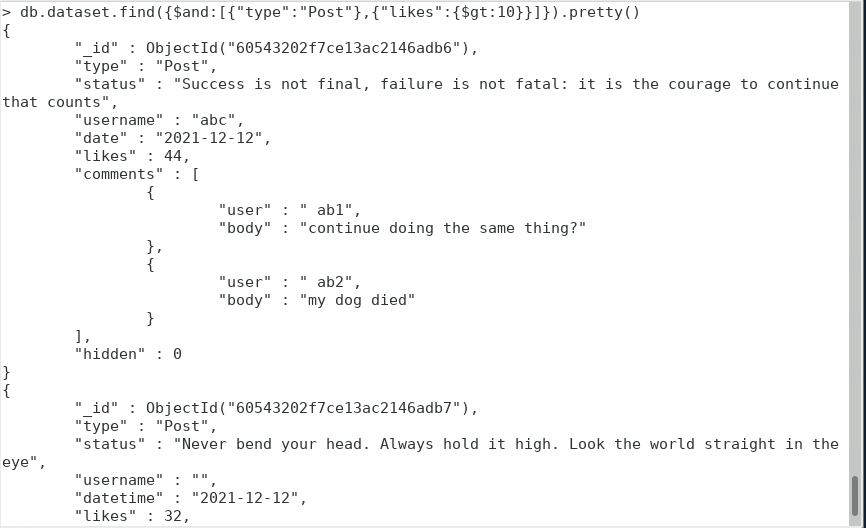 > db.dataset.find({$and:[{"type":"Post"},{"likes":{$gt:10}}]}).pretty()
{
        "_id" : ObjectId("60543202f7ce13ac2146adb6"),
        "type" : "Post",
        "status" : "Success is not final, failure is not fatal: it is the courage to continue
that counts",
        "username" : "abc",
        "date" : "2021-12-12",
        "likes" : 44,
        "comments" : [
                {
                        "user" : " ab1",
                        "body" : "continue doing the same thing?"
                },
                {
                        "user" : " ab2",
                        "body" : "my dog died"
                }
        ],
        "hidden" : 0
}
{
        "_id" : ObjectId("60543202f7ce13ac2146adb7"),
        "type" : "Post",
        "status" : "Never bend your head. Always hold it high. Look the world straight in the
eye",
        "username" : "",
        "datetime" : "2021-12-12",
        "likes" : 32,